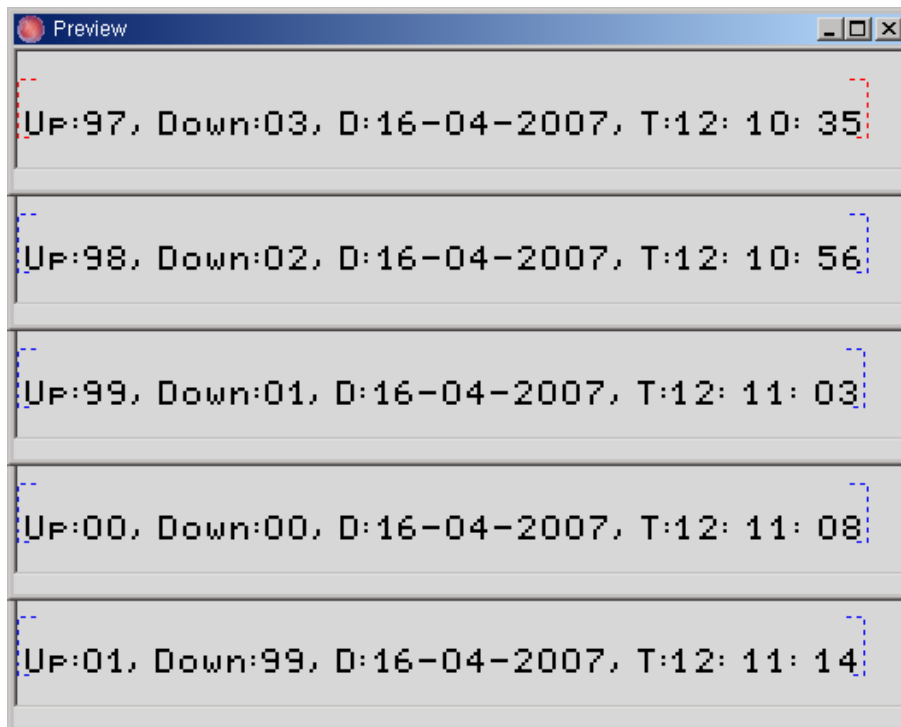 Preview
Up:97, Down:03, D:16-04-2007, T:12: 10: 35
Up:98, Down:02, D:16-04-2007, T:12: 10: 56
Up:99, Down:01, D:16-04-2007, T:12: 11: 03
Up:00, Down:00, D:16-04-2007, T:12: 11: 08
Up:01, Down:99, D:16-04-2007, T:12: 11: 14